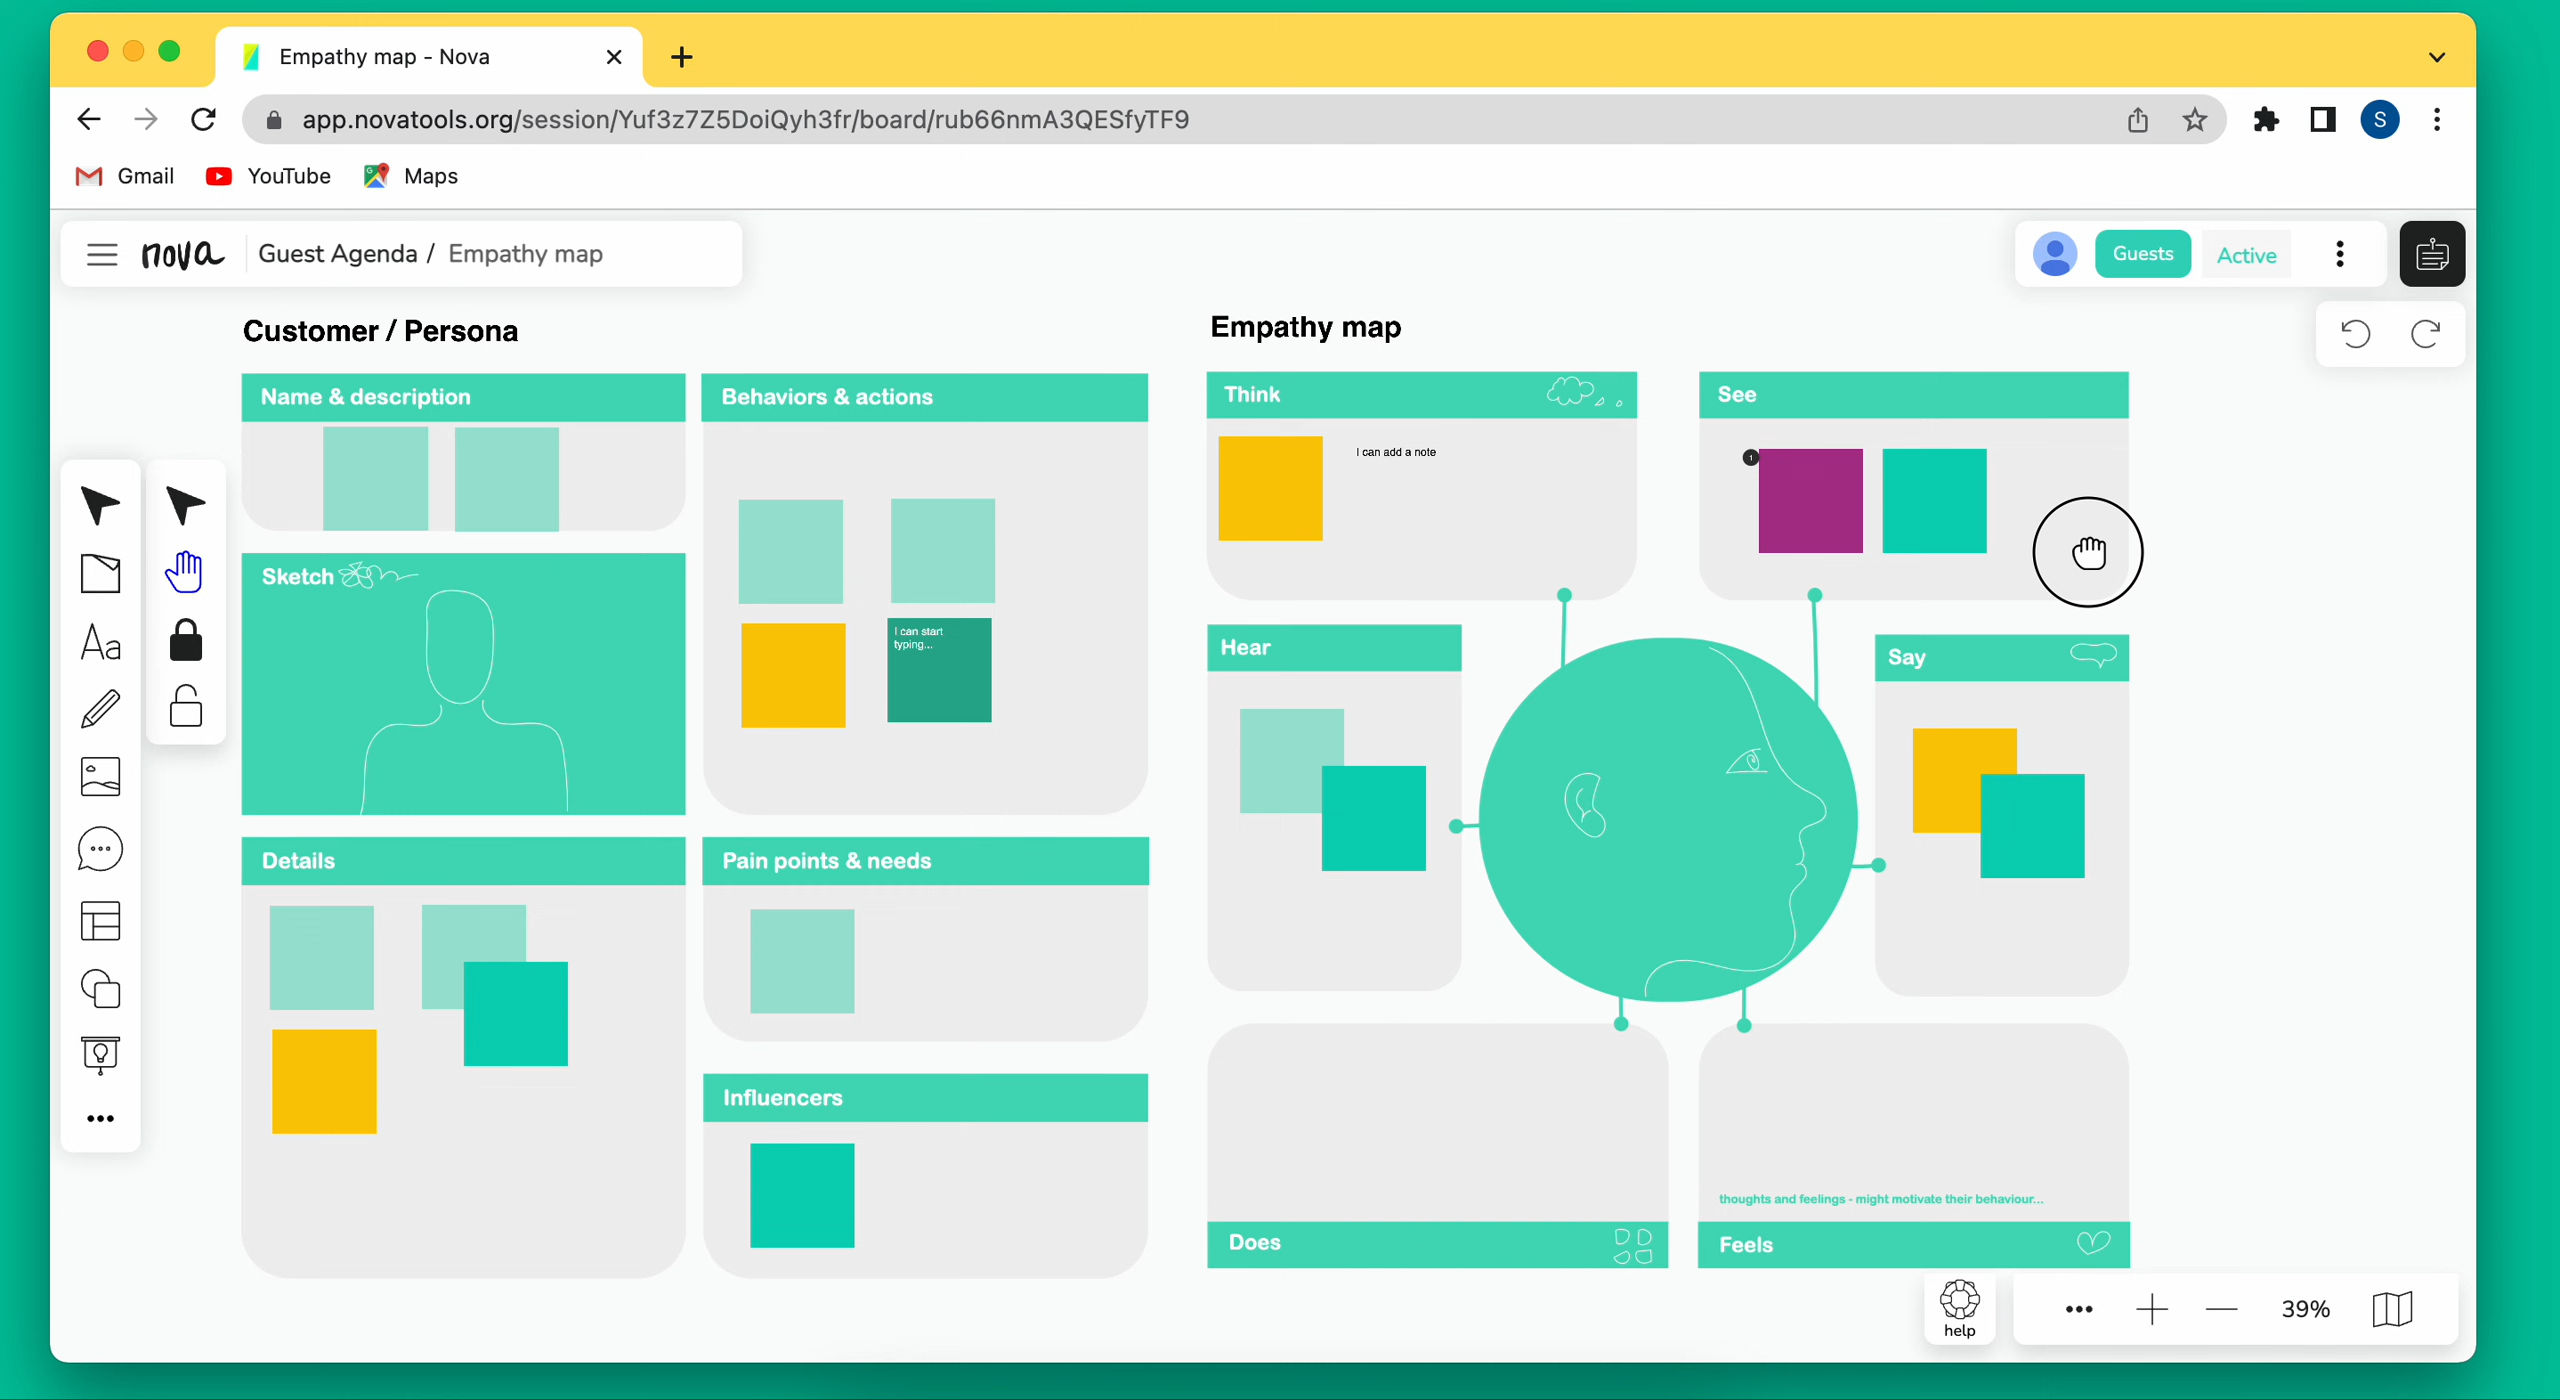 Empathy map - Nova
app.novatools.org/session/Yuf3z7Z5DoiQyh3fr/board/rub66nmA3QESfyTF9
S
Gmail
YouTube
Maps
nova
Guest Agenda / Empathy map
Guests
Active
Customer / Persona
Name & description
Behaviors & actions
Sketch
I can start
typing...
Details
Pain points & needs
Influencers
Empathy map
Think
I can add a note
See
1
Hear
Say
Does
thoughts and feelings - might motivate their behaviour...
Feels
Aa
help
39%